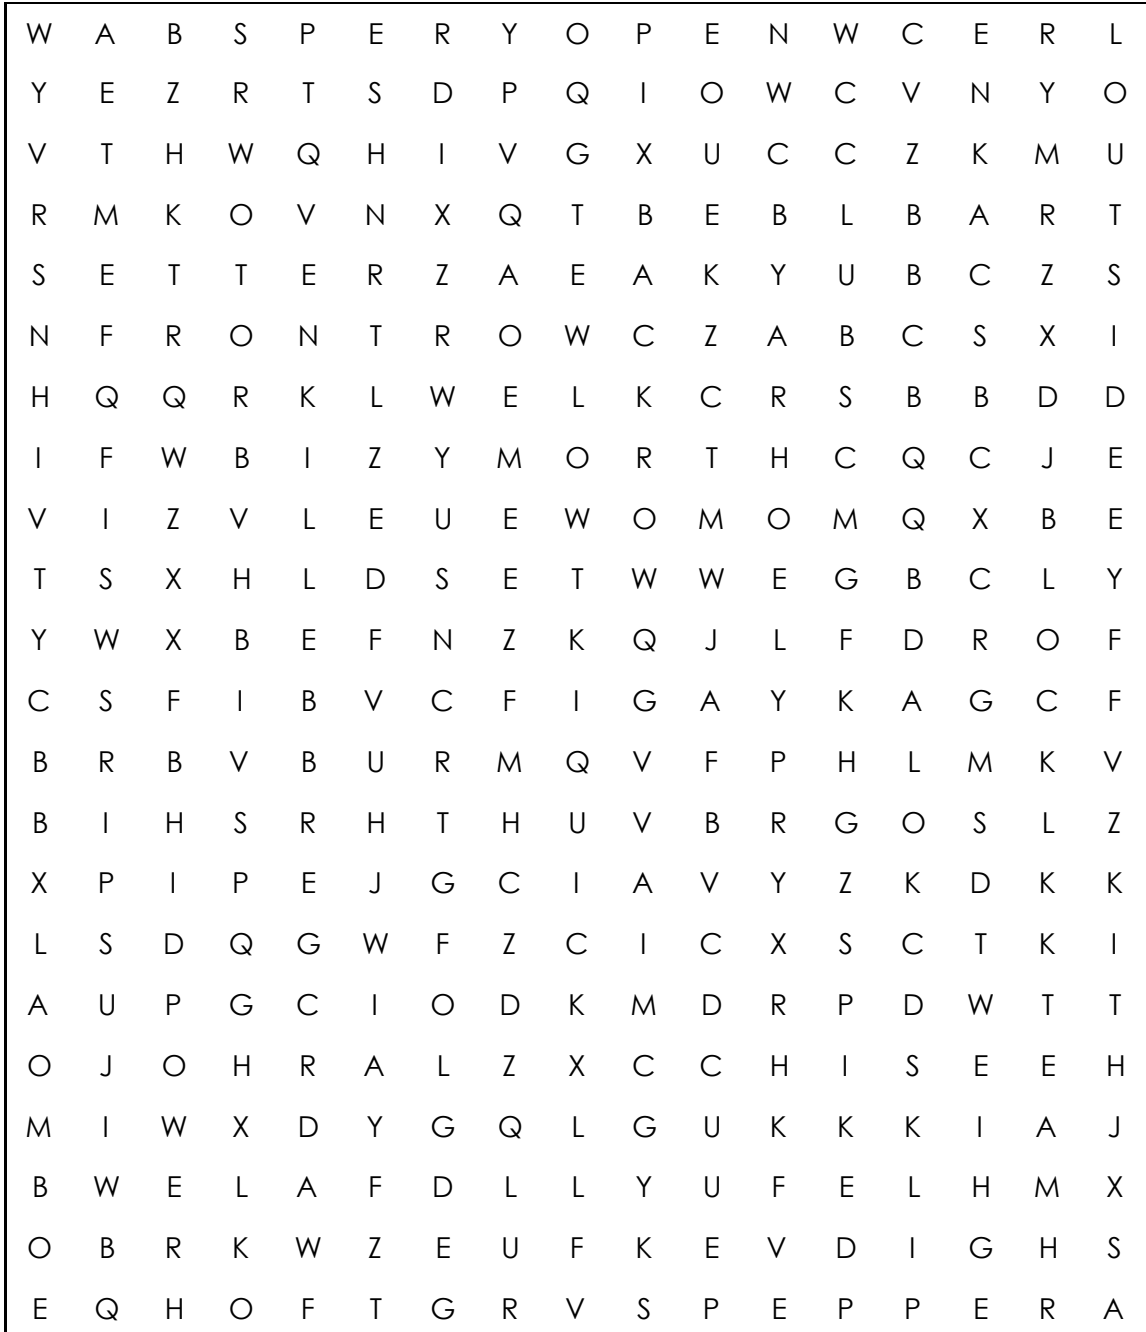 W A B S P E R Y O P E N W C E R L
Y E Z R T S D P Q I O W C V N Y O
V T H W Q H I V G X U C C Z K M U
R M K O V N X Q T B E B L B A R T
S E T T E R Z A E A K Y U B C Z S
N F R O N T R O W C Z A B C S X I
H Q Q R K L W E L K C R S B B D D
I F W B I Z Y M O R T H C Q C J E
V I Z V L E U E W O M O M Q X B E
T S X H L D S E T W W E G B C L Y
Y W X B E F N Z K Q J L F D R O F
C S F I B V C F I G A Y K A G C F
B R B V B U R M Q V F P H L M K V
B I H S R H T H U V B R G O S L Z
X P I P E J G C I A V Y Z K D K K
L S D Q G W F Z C I C X S C T K I
A U P G C I O D K M D R P D W T T
O J O H R A L Z X C C H I S E E H
M I W X D Y G Q L G U K K K I A J
B W E L A F D L L Y U F E L H M X
O B R K W Z E U F K E V D I G H S
E Q H O F T G R V S P E P P E R A